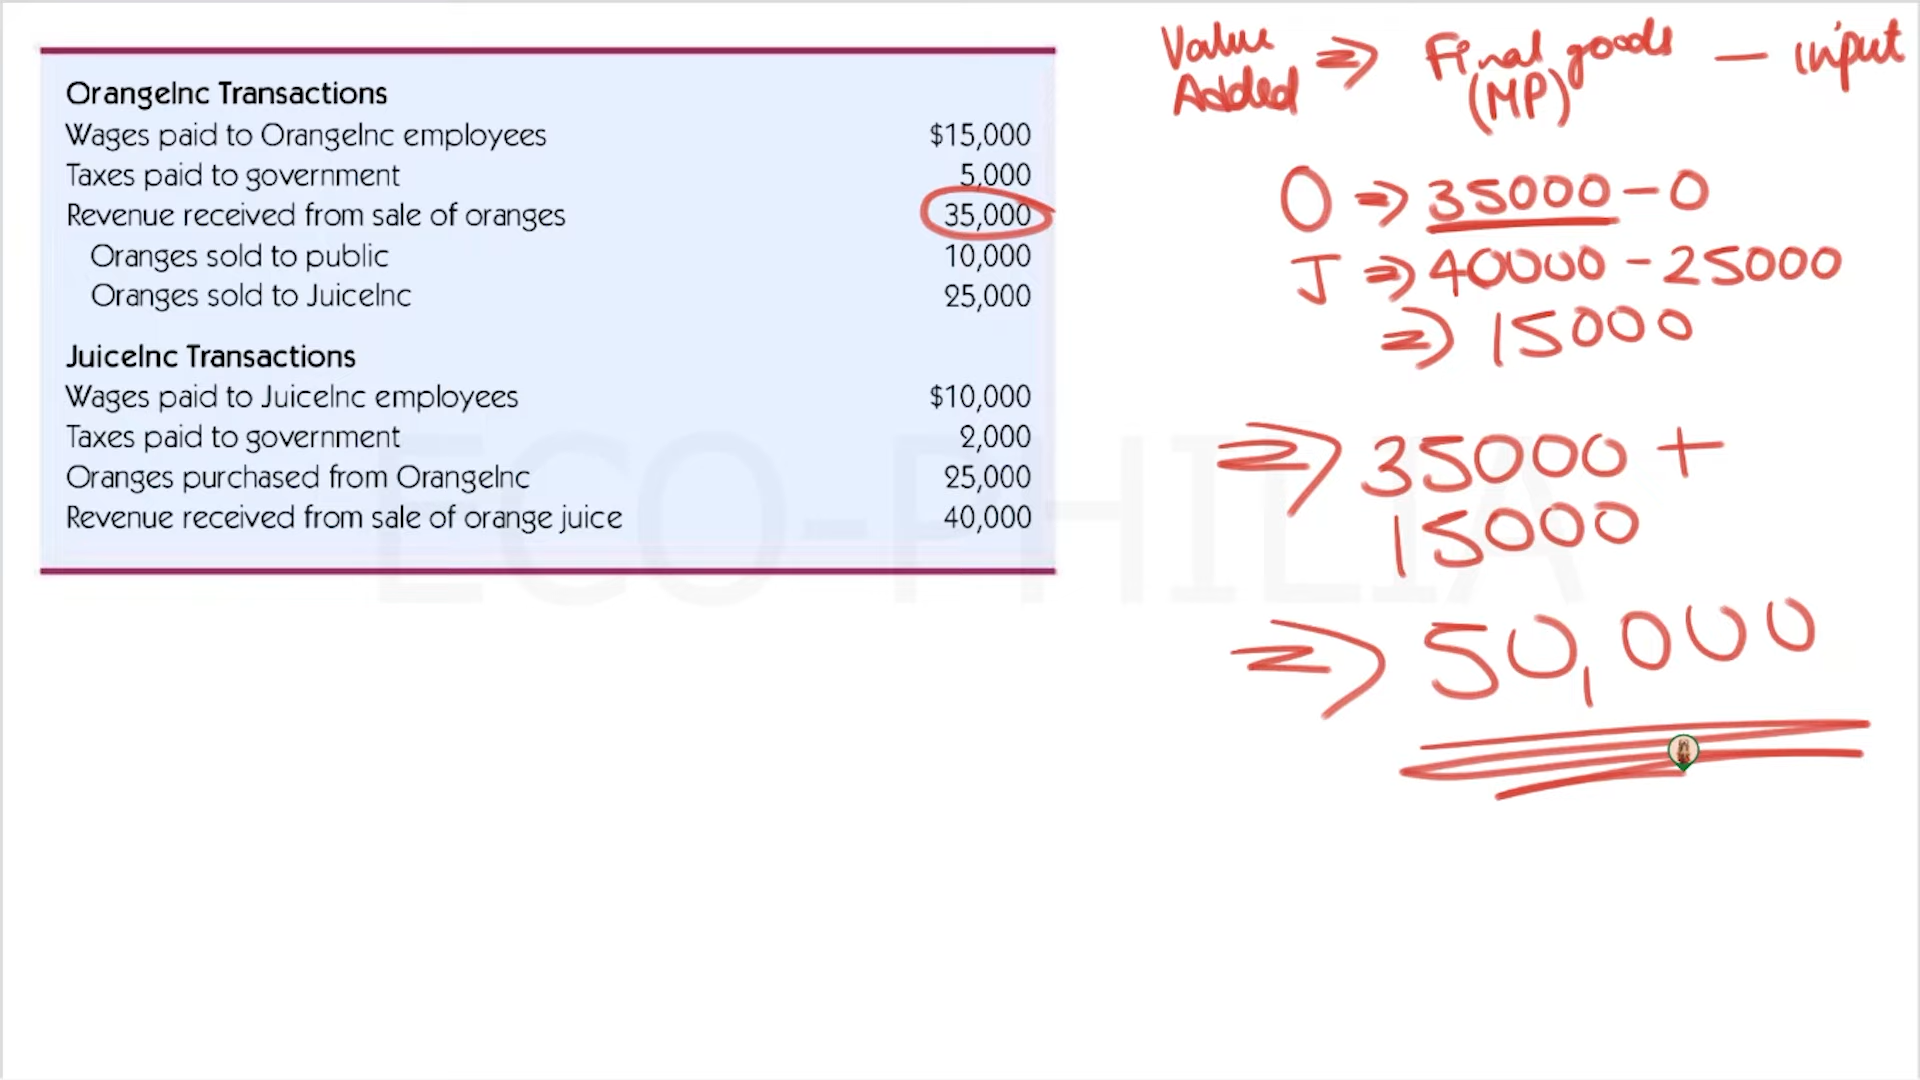 OrangeInc Transactions
Wages paid to OrangeInc employees $15,000
Taxes paid to government 5,000
Revenue received from sale of oranges 35,000
Oranges sold to public 10,000
Oranges sold to JuiceInc 25,000
JuiceInc Transactions
Wages paid to JuiceInc employees $10,000
Taxes paid to government 2,000
Oranges purchased from OrangeInc 25,000
Revenue received from sale of orange juice 40,000
ECO-PHILIA
Value Added ⇒ Final goods (MP) — input
O ⇒ 35000 - 0
J ⇒ 40000 - 25000
⇒ 15000
⇒ 35000 +
15000
⇒ 50,000